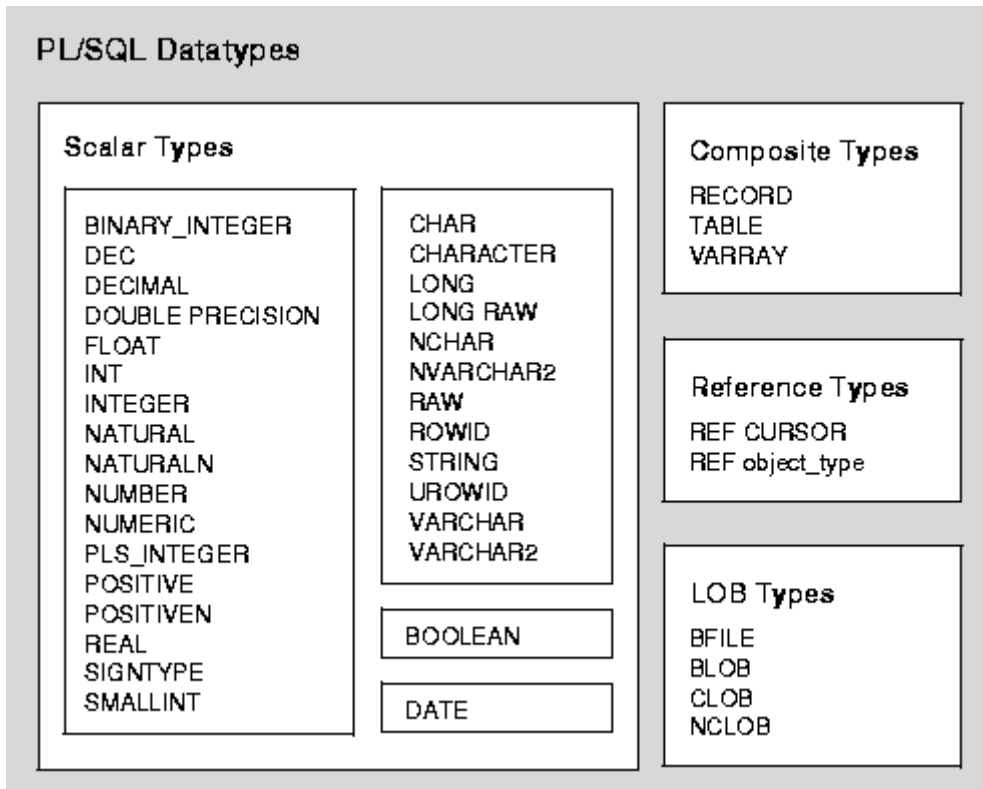 PL/SQL Datatypes
Scalar Types
BINARY_INTEGER
DEC
DECIMAL
DOUBLE PRECISION
FLOAT
INT
INTEGER
NATURAL
NATURALN
NUMBER
NUMERIC
PLS_INTEGER
POSITIVE
POSITIVEN
REAL
SIGNTYPE
SMALLINT
CHAR
CHARACTER
LONG
LONG RAW
NCHAR
NVARCHAR2
RAW
ROWID
STRING
UROWID
VARCHAR
VARCHAR2
BOOLEAN
DATE
Composite Types
RECORD
TABLE
VARRAY
Reference Types
REF CURSOR
REF object_type
LOB Types
BFILE
BLOB
CLOB
NCLOB